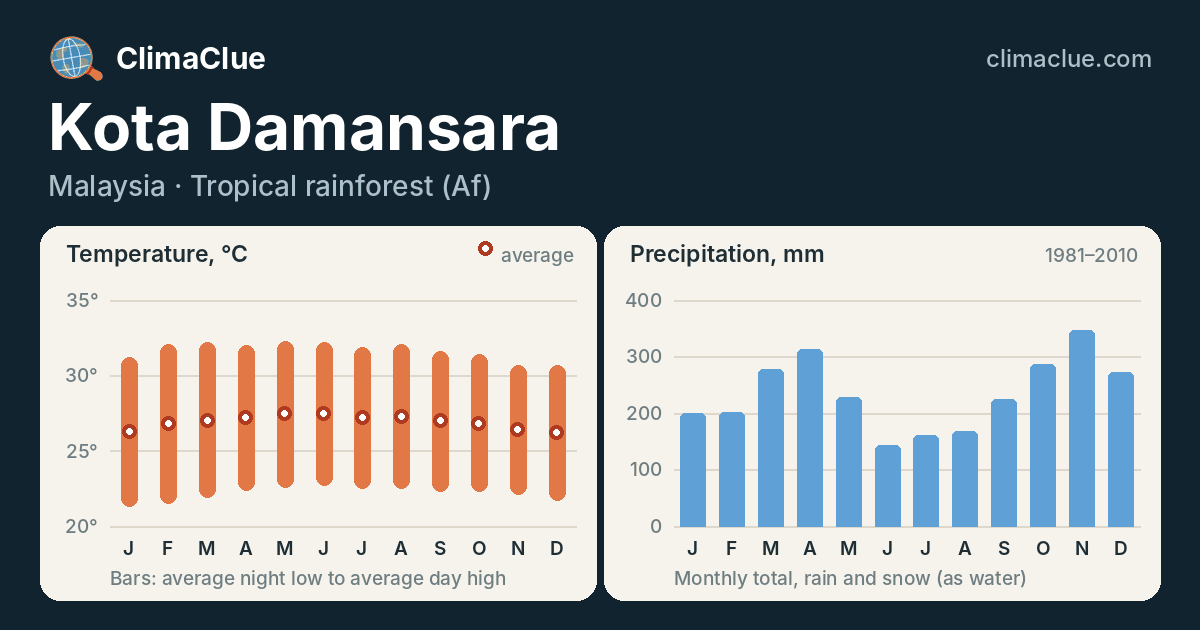 ClimaClue
climaclue.com
Kota Damansara
Malaysia · Tropical rainforest (Af)
Temperature, °C
average
35°
30°
25°
20°
J F M A M J J A S O N D
Bars: average night low to average day high
Precipitation, mm
1981–2010
400
300
200
100
0
J F M A M J J A S O N D
Monthly total, rain and snow (as water)